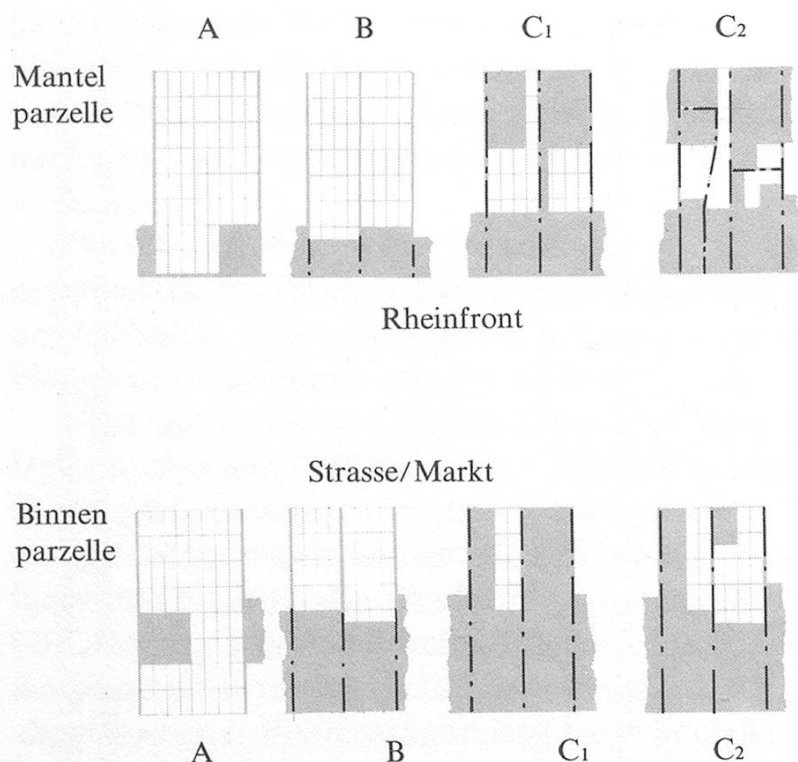 A B C1 C2
Mantel
parzelle
Rheinfront
Strasse/Markt
Binnen
parzelle
A B C1 C2